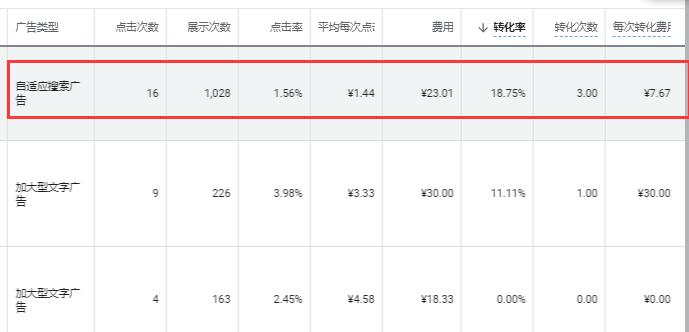 广告类型 点击次数 展示次数 点击率 平均每次点 费用 ↓ 转化率 转化次数 每次转化费
自适应搜索广
告 16 1,028 1.56% ¥1.44 ¥23.01 18.75% 3.00 ¥7.67
加大型文字广
告 9 226 3.98% ¥3.33 ¥30.00 11.11% 1.00 ¥30.00
加大型文字广
告 4 163 2.45% ¥4.58 ¥18.33 0.00% 0.00 ¥0.00